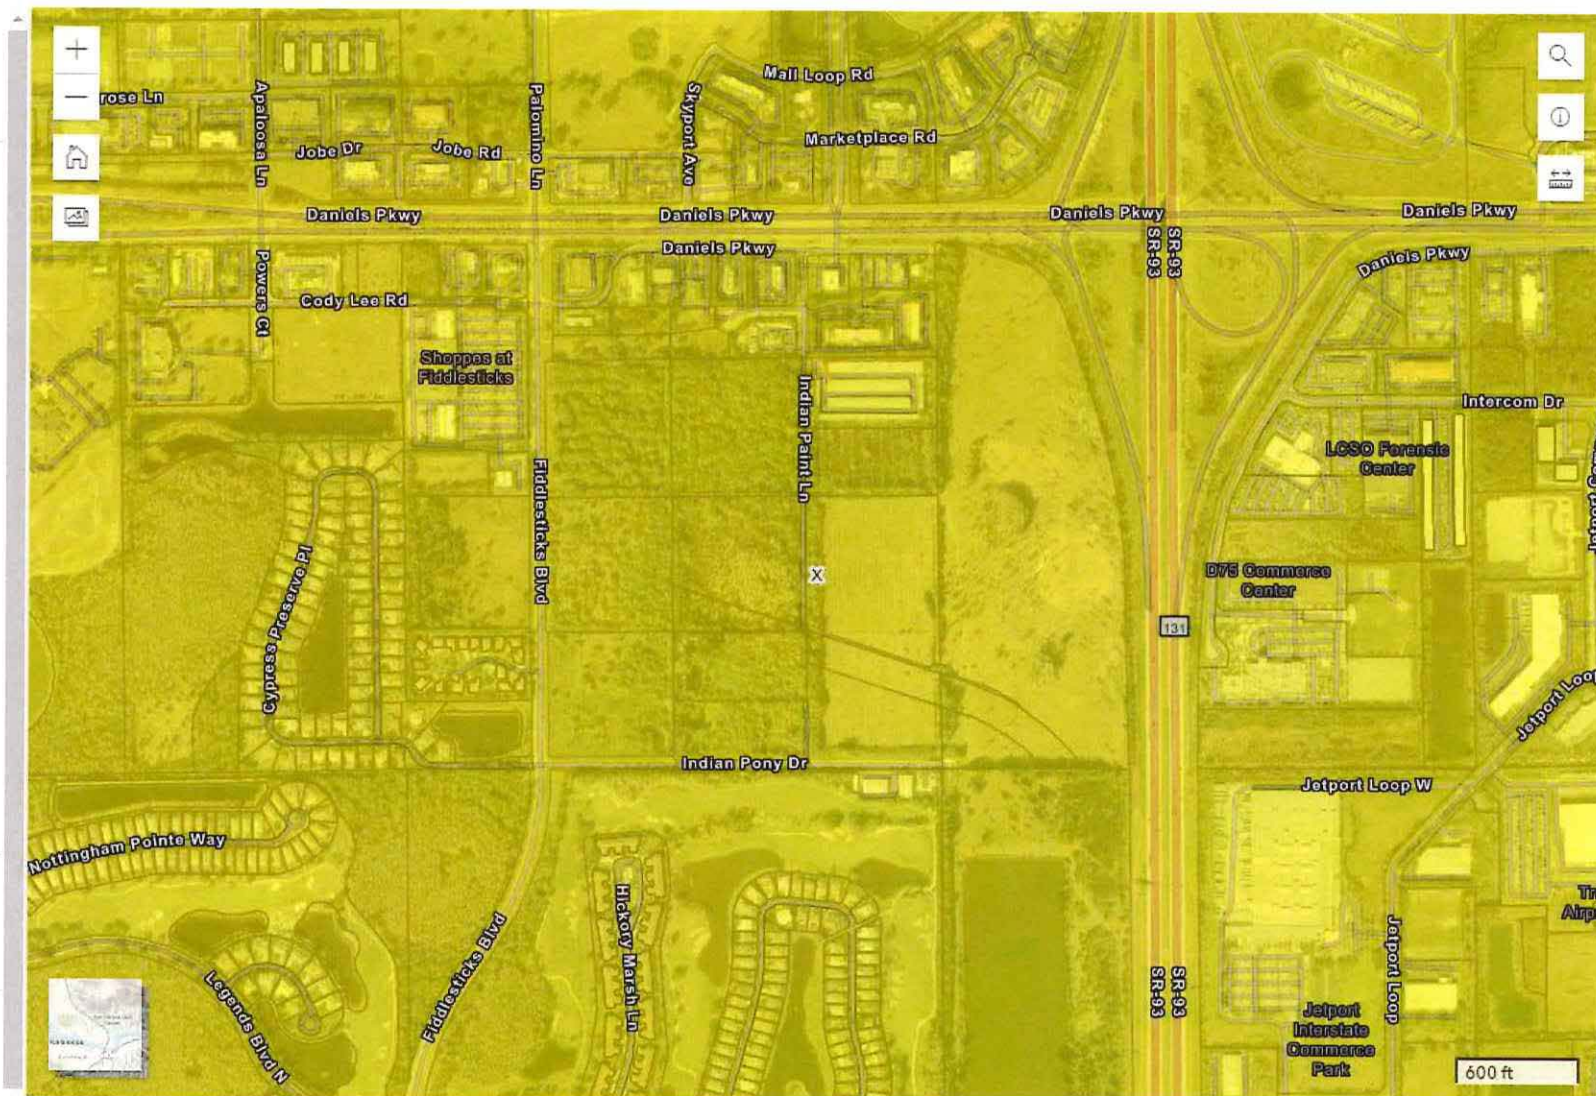 Mall Loop Rd
rose Ln
Apaloosa Ln
Palomino Ln
Skyport Ave
Jobe Dr
Jobe Rd
Marketplace Rd
Daniels Pkwy
Daniels Pkwy
Daniels Pkwy
Daniels Pkwy
Daniels Pkwy
Daniels Pkwy
SR-93
SR-93
Powers Ct
Cody Lee Rd
Shoppes at
Fiddlesticks
Indian Paint Ln
Intercom Dr
LCSO Forensic
Center
Fiddlesticks Blvd
Cypress Preserve Pl
X
D75 Commerce
Center
131
Jetport Loop
Indian Pony Dr
Jetport Loop W
Nottingham Pointe Way
Hickory Marsh Ln
Fiddlesticks Blvd
Legends Blvd N
SR-93
SR-93
Jetport Loop
Jetport
Interstate
Commerce
Park
600 ft